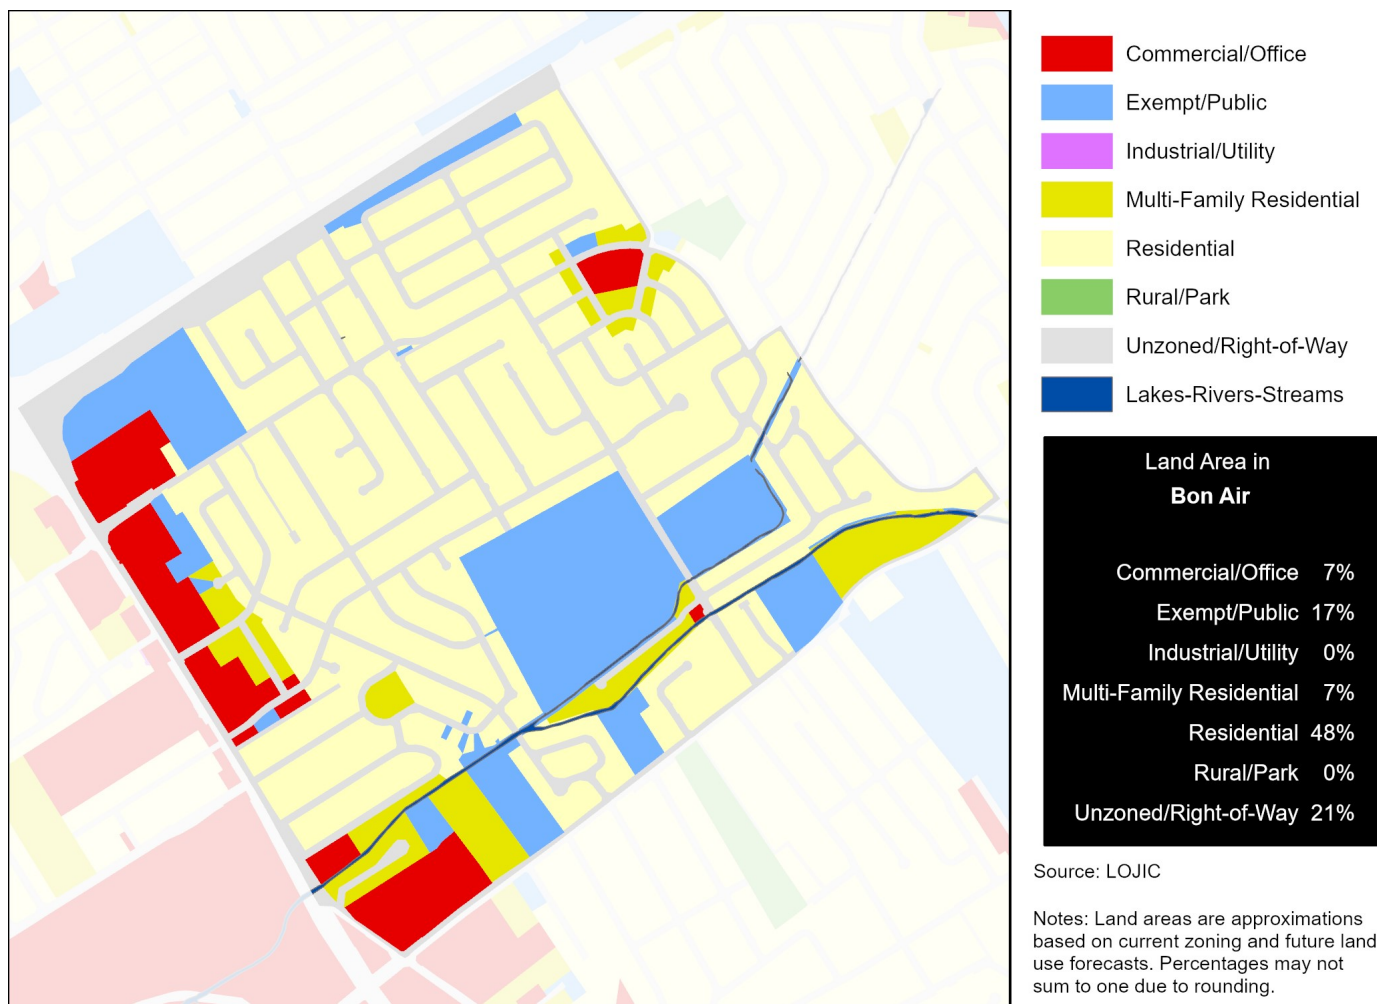 Commercial/Office
Exempt/Public
Industrial/Utility
Multi-Family Residential
Residential
Rural/Park
Unzoned/Right-of-Way
Lakes-Rivers-Streams
Land Area in
Bon Air
Commercial/Office 7%
Exempt/Public 17%
Industrial/Utility 0%
Multi-Family Residential 7%
Residential 48%
Rural/Park 0%
Unzoned/Right-of-Way 21%
Source: LOJIC
Notes: Land areas are approximations
based on current zoning and future land
use forecasts. Percentages may not
sum to one due to rounding.